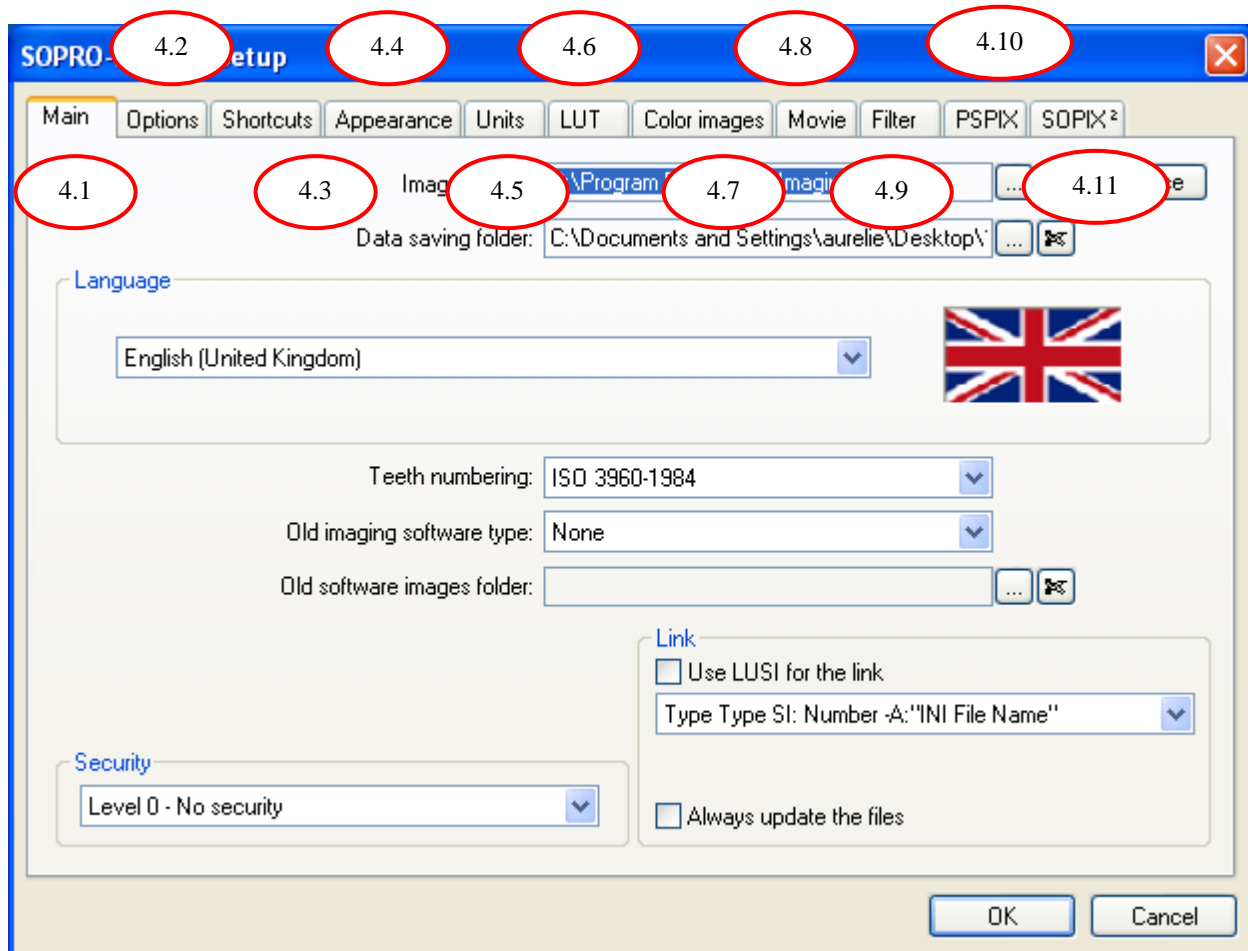 4.2 4.4 4.6 4.8 4.10
SOPRO- etup
Main Options Shortcuts Appearance Units LUT Color images Movie Filter PSPIX SOPIX²
4.1 4.3 4.5 4.7 4.9 4.11
...
Data saving folder: C:\Documents and Settings\aurelie\Desktop\ ...
Language
English (United Kingdom)
Teeth numbering: ISO 3960-1984
Old imaging software type: None
Old software images folder: ...
Link
Use LUSI for the link
Type Type SI: Number -A:"INI File Name"
Security
Level 0 - No security
Always update the files
OK Cancel